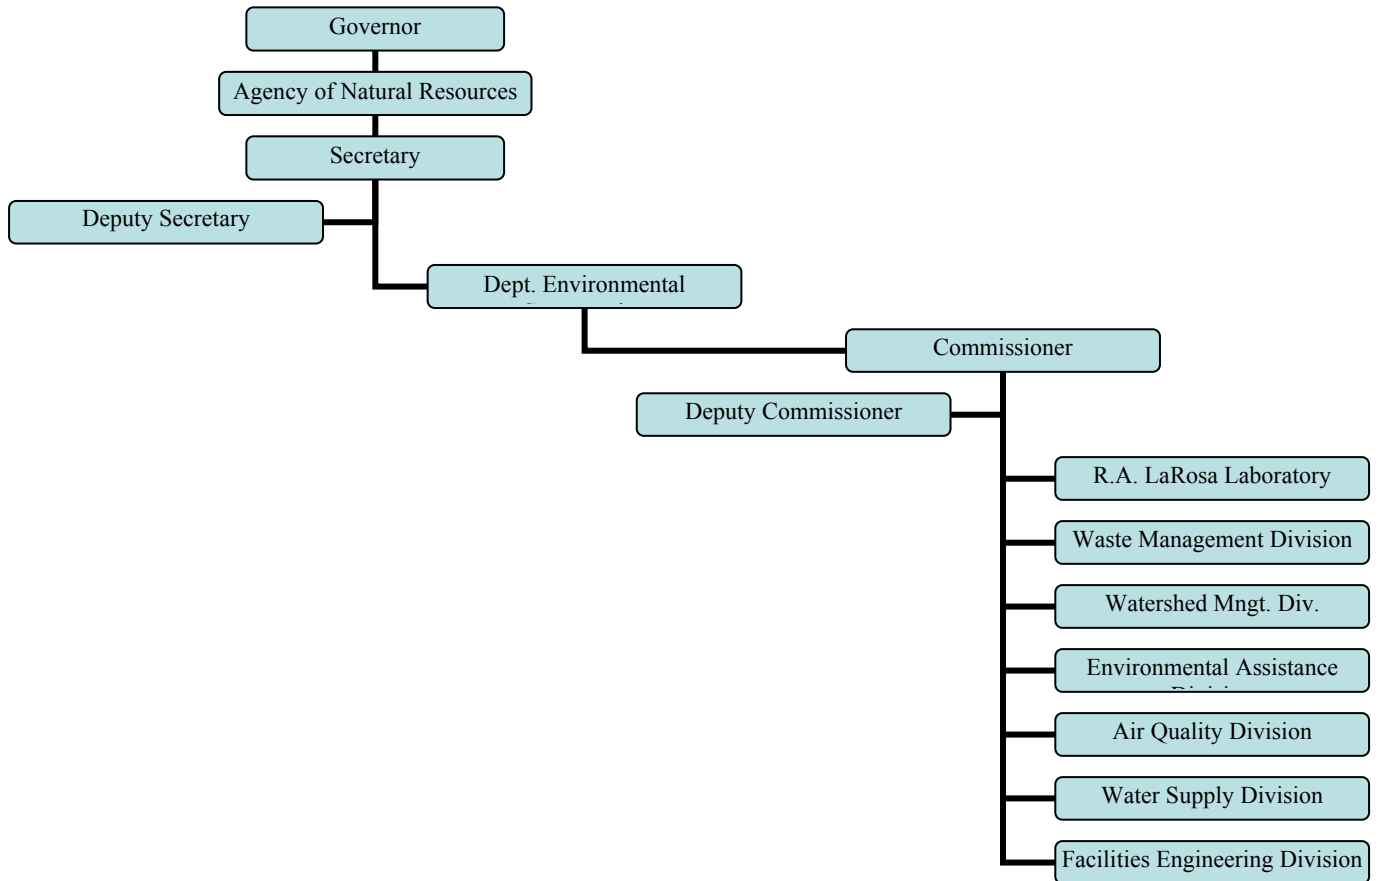 Governor
Agency of Natural Resources
Secretary
Deputy Secretary
Dept. Environmental
Commissioner
Deputy Commissioner
R.A. LaRosa Laboratory
Waste Management Division
Watershed Mngt. Div.
Environmental Assistance
Air Quality Division
Water Supply Division
Facilities Engineering Division